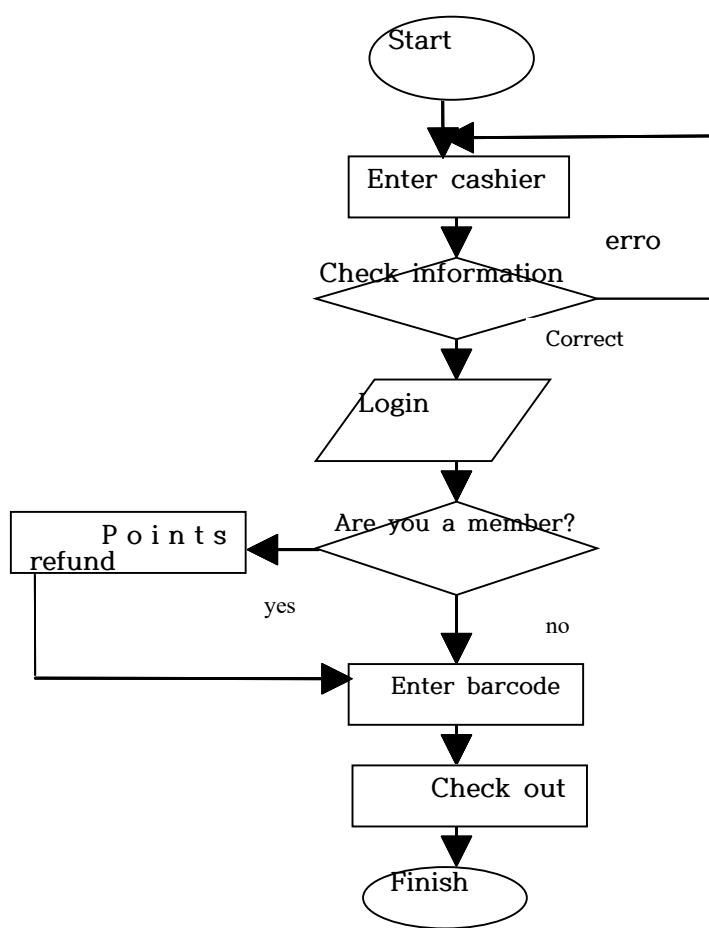 Start
Enter cashier
erro
Check information
Correct
Login
Are you a member?
Points
refund
yes
no
Enter barcode
Check out
Finish